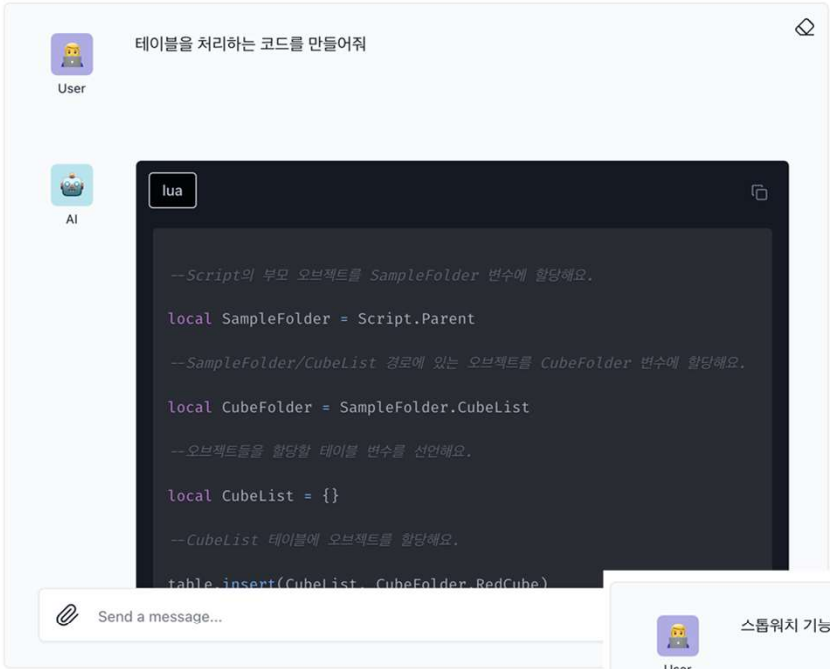 테이블을 처리하는 코드를 만들어줘
User
AI
lua
--Script의 부모 오브젝트를 SampleFolder 변수에 할당해요.
local SampleFolder = Script.Parent
--SampleFolder/CubeList 경로에 있는 오브젝트를 CubeFolder 변수에 할당해요.
local CubeFolder = SampleFolder.CubeList
--오브젝트들을 할당할 테이블 변수를 선언해요.
local CubeList = {}
--CubeList 테이블에 오브젝트를 할당해요.
table.insert(CubeList, CubeFolder.RedCube)
Send a message...
스톱워치 기능
User